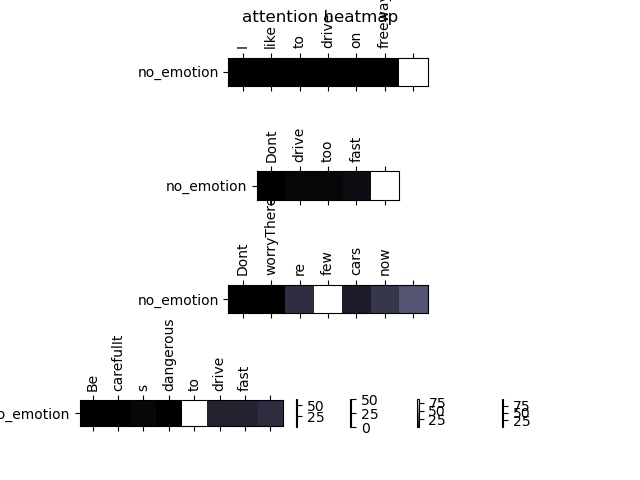 attention heatmap
I like to drive on freeway
no_emotion
Dont drive too fast
no_emotion
Dont worryThere re few cars now
no_emotion
Be carefulIt s dangerous to drive fast
o_emotion
50 25
50 25 0
75 50 25
75 50 25